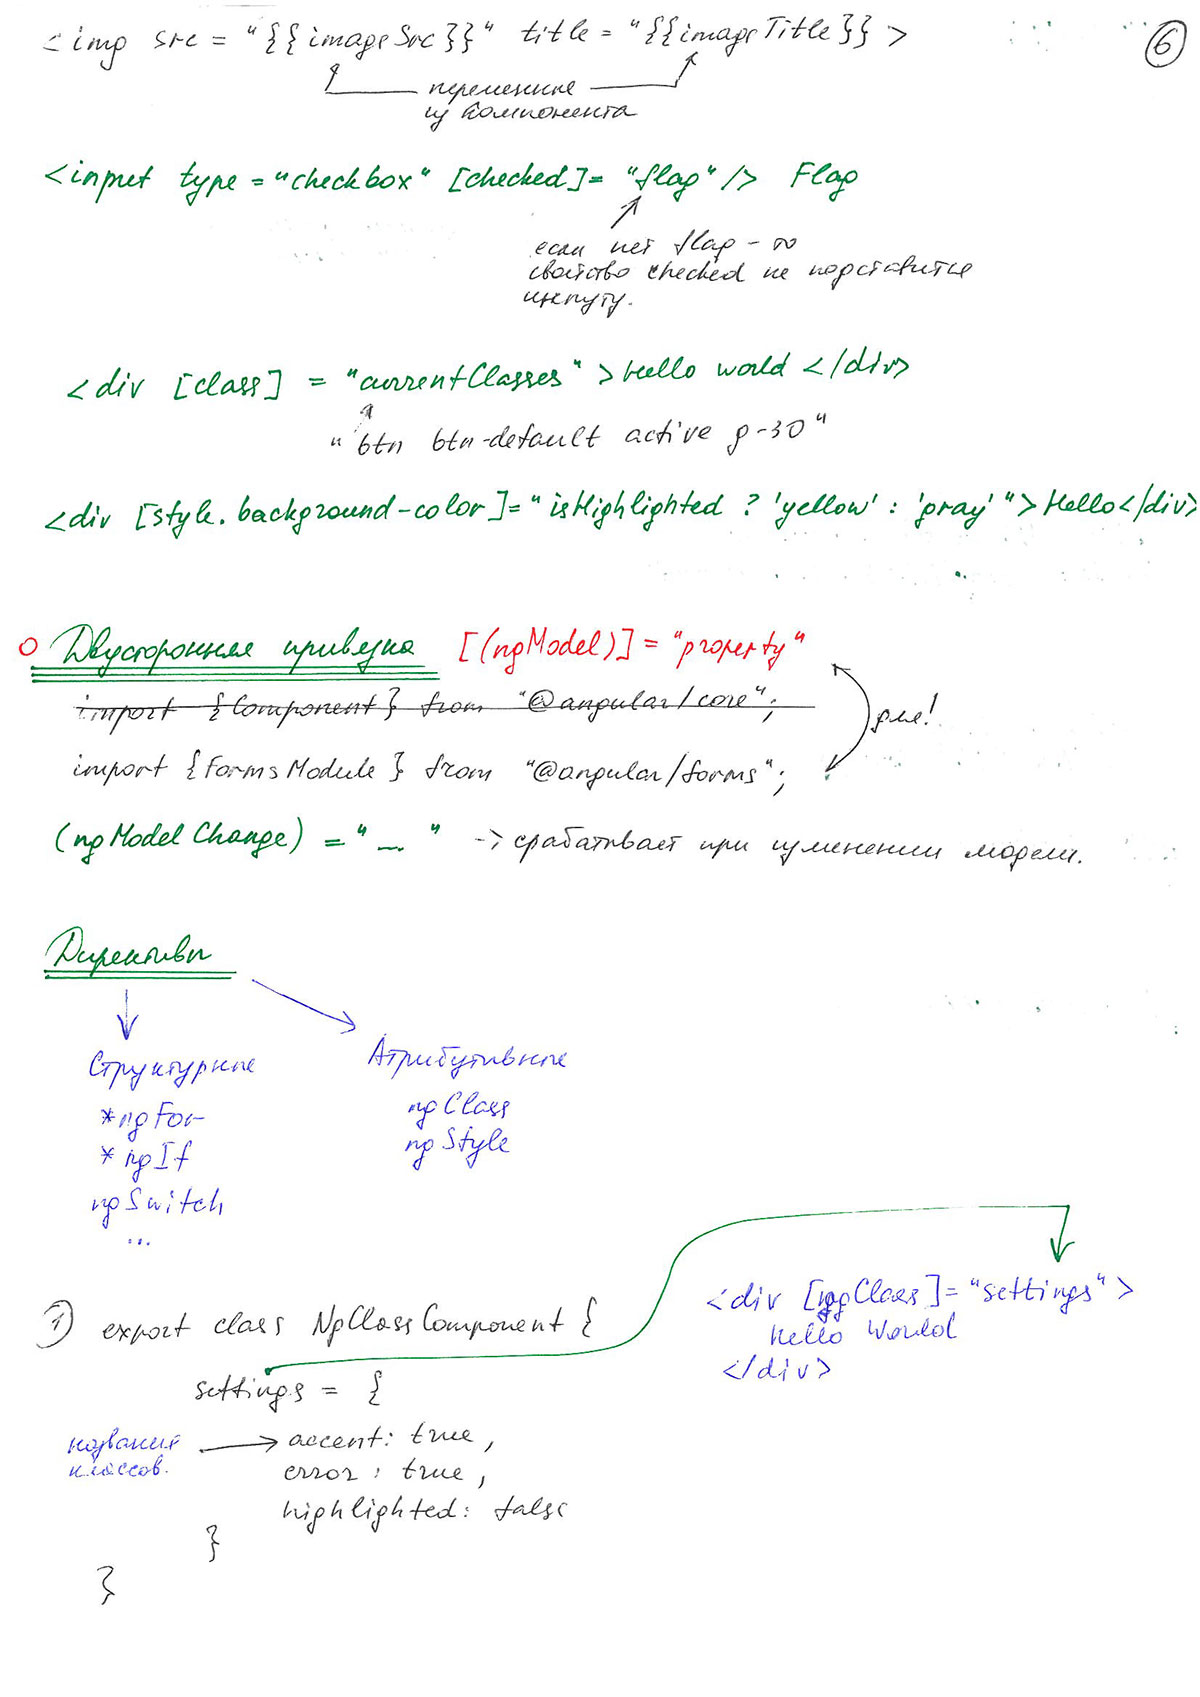 <img src = "{{imageSrc}}" title = "{{imageTitle}}>
6
переменные
из компонента
<input type = "checkbox" [checked]= "flag" /> Flag
если нет flag - то
свойство checked не подставится
инпуту.
<div [class] = "currentClasses" > Hello world </div>
"btn btn-default active g-30"
<div [style.background-color]=" isHighlighted ? 'yellow' : 'gray' "> Hello</div>
Двусторонняя привязка [(ngModel)] = "property"
import {Component} from "@angular/core";
для!
import {FormsModule} from "@angular/forms";
(ngModelChange) = "... " -> срабатывает при изменении модели.
Директивы
Структурные
Атрибутивные
*ngFor
ngClass
*ngIf
ngStyle
ngSwitch
...
<div [ngClass]= "settings">
Hello World
</div>
1) export class NgClassComponent {
settings = {
названия
классов.
accent: true,
error : true,
highlighted: false
}
}